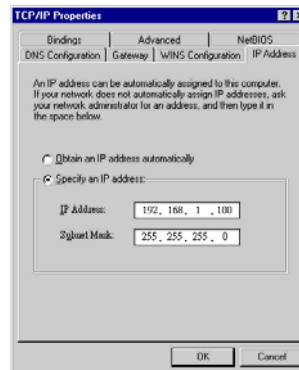 TCP/IP Properties
Bindings Advanced NetBIOS
DNS Configuration Gateway WINS Configuration IP Address
An IP address can be automatically assigned to this computer.
If your network does not automatically assign IP addresses, ask
your network administrator for an address, and then type it in
the space below.
Obtain an IP address automatically
Specify an IP address:
IP Address: 192. 168. 1 .100
Subnet Mask: 255. 255. 255. 0
OK Cancel